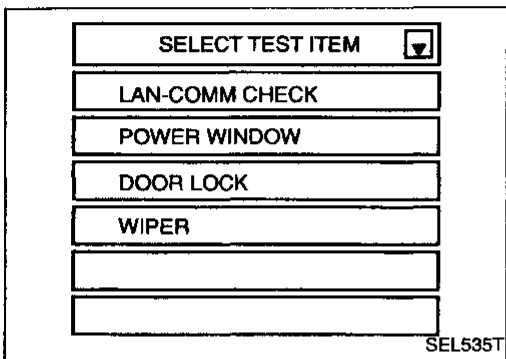 SELECT TEST ITEM
LAN-COMM CHECK
POWER WINDOW
DOOR LOCK
WIPER
SEL535T